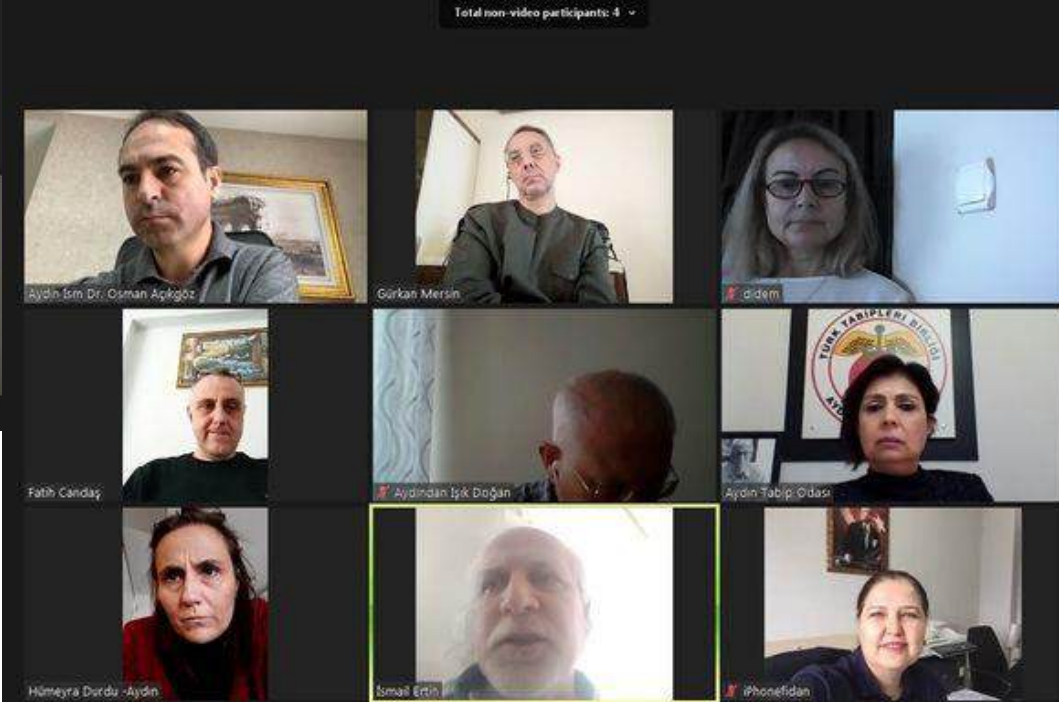 Total non-video participants: 4
Aydın İsm Dr. Osman Açıkgöz
Gürkan Mersin
didem
TÜRK TABİPLERİ BİRLİĞİ
Fatih Candaş
Aydından Işık Doğan
Aydın Tabip Odası
Hümeyra Durdu -Aydın
İsmail Ertin
iPhonefidan